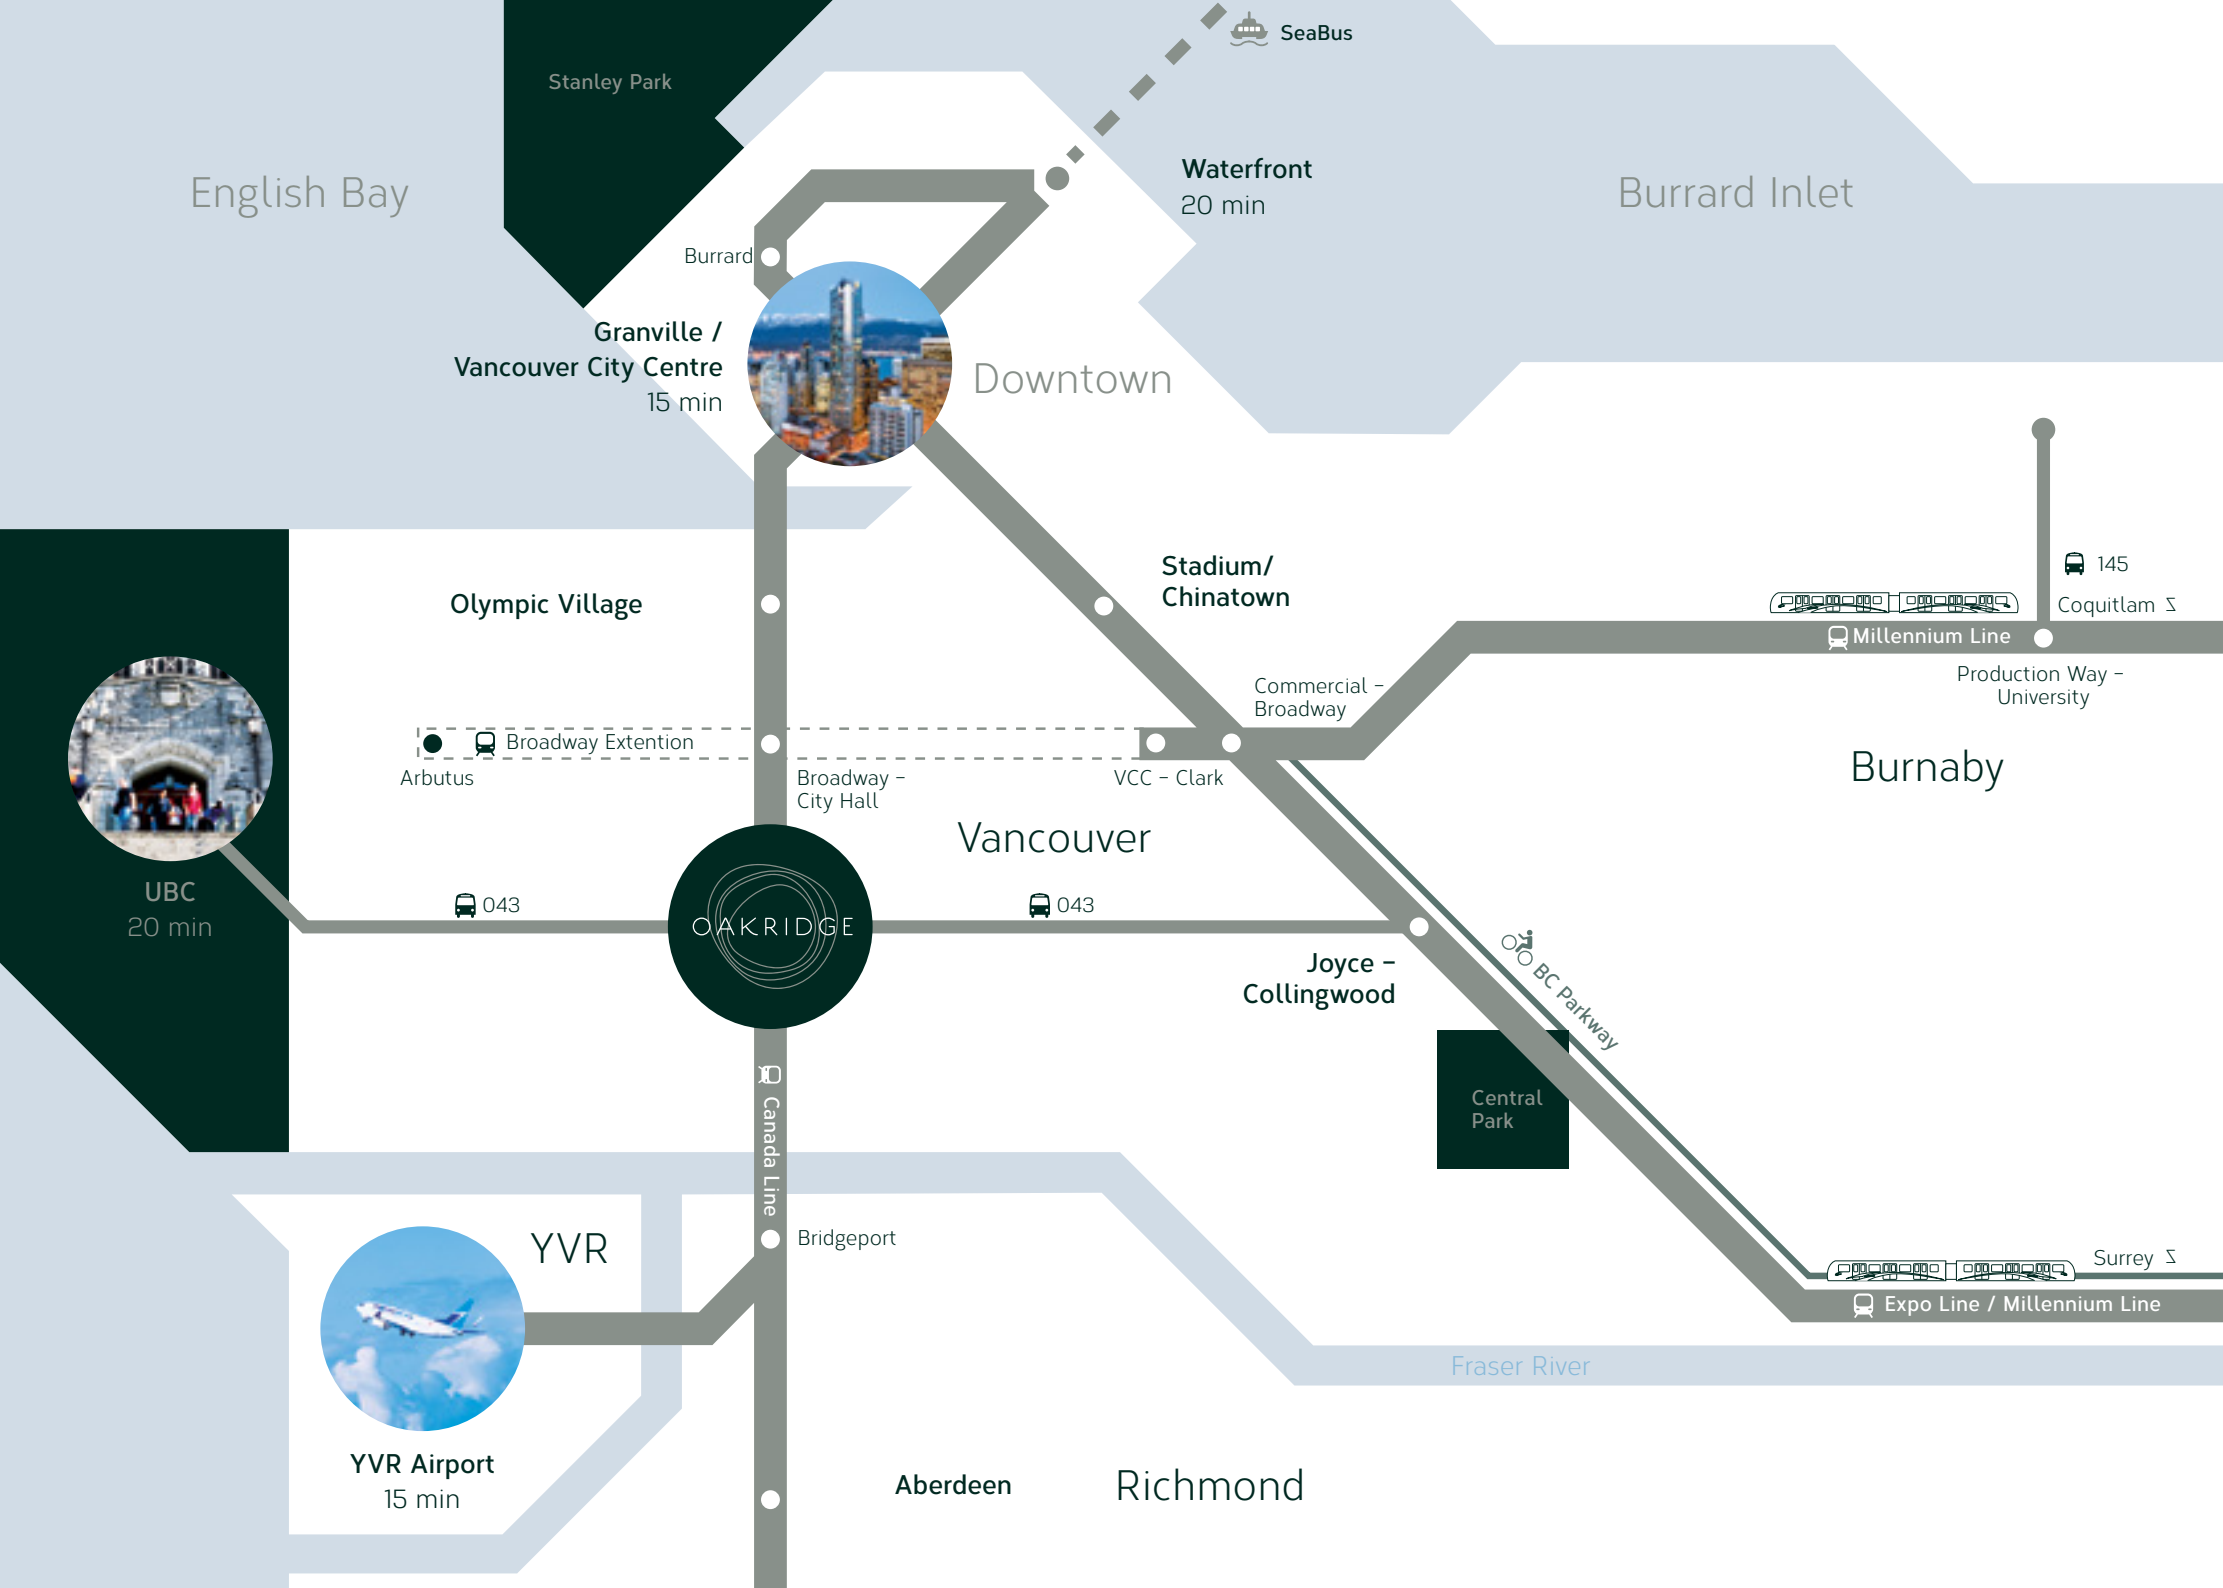 SeaBus
Stanley Park
Waterfront
20 min
English Bay
Burrard Inlet
Burrard
Granville /
Vancouver City Centre
15 min
Downtown
Stadium/
Chinatown
Olympic Village
145
Coquitlam
Millennium Line
Production Way –
University
Commercial –
Broadway
Broadway Extention
Arbutus
Broadway –
City Hall
VCC – Clark
Burnaby
Vancouver
UBC
20 min
043
OAKRIDGE
043
Joyce –
Collingwood
BC Parkway
Central
Park
Canada Line
Bridgeport
YVR
Surrey
Expo Line / Millennium Line
Fraser River
YVR Airport
15 min
Aberdeen
Richmond